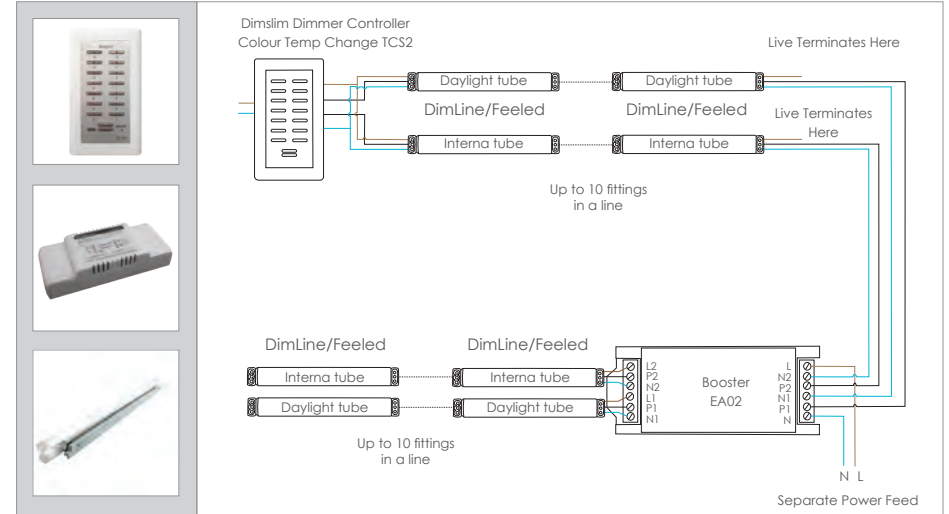 Dimslim Dimmer Controller
Colour Temp Change TCS2
Live Terminates Here
Daylight tube
Daylight tube
DimLine/Feeled
DimLine/Feeled
Live Terminates
Here
Interna tube
Interna tube
Up to 10 fittings
in a line
DimLine/Feeled
DimLine/Feeled
Interna tube
Interna tube
Daylight tube
Daylight tube
Up to 10 fittings
in a line
L2
P2
N2
L1
P1
N1
Booster
EA02
L
N2
P2
N1
P1
N
N L
Separate Power Feed